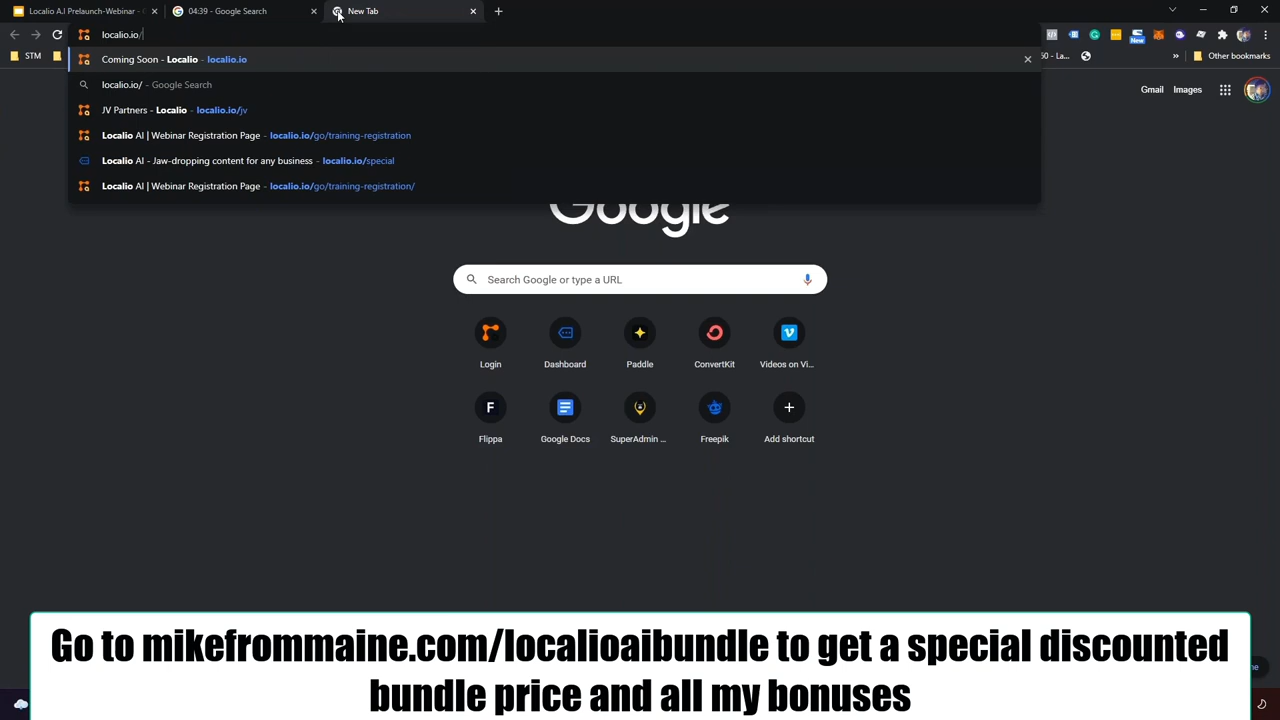 Localio A.I Prelaunch-Webinar -
04:39 - Google Search
New Tab
localio.io/
STM
Coming Soon - Localio - localio.io
localio.io/ - Google Search
JV Partners - Localio - localio.io/jv
Localio AI | Webinar Registration Page - localio.io/go/training-registration
Localio AI - Jaw-dropping content for any business - localio.io/special
Localio AI | Webinar Registration Page - localio.io/go/training-registration/
New
Other bookmarks
Gmail Images
Google
Search Google or type a URL
Login Dashboard Paddle ConvertKit Videos on Vi...
Flippa Google Docs SuperAdmin ... Freepik Add shortcut
Go to mikefrommaine.com/localioaibundle to get a special discounted
bundle price and all my bonuses